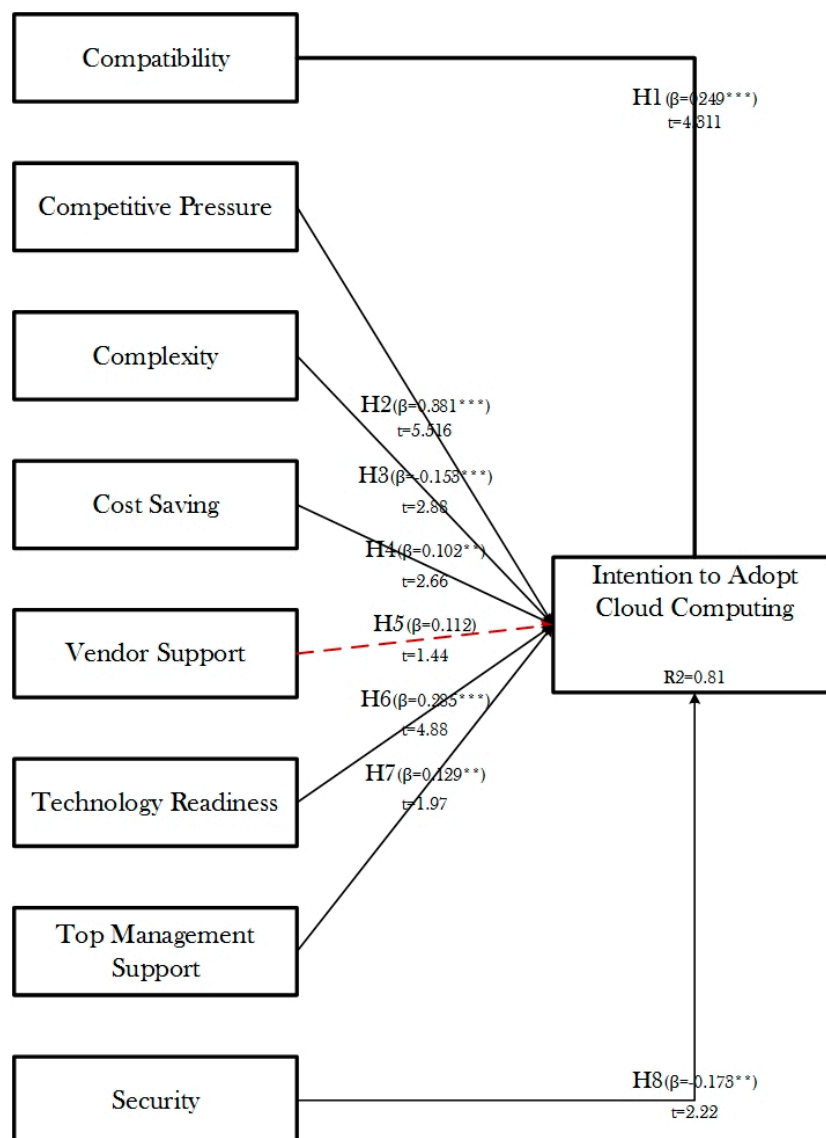 Compatibility
H1(β=0.249***)
t=4.311
Competitive Pressure
Complexity
H2(β=0.381***)
t=5.516
H3(β=-0.153***)
t=2.88
Cost Saving
H4(β=0.102**)
t=2.66
Intention to Adopt
Cloud Computing
R2=0.81
Vendor Support
H5(β=0.112)
t=1.44
H6(β=0.285***)
t=4.88
Technology Readiness
H7(β=0.129**)
t=1.97
Top Management
Support
Security
H8(β=-0.173**)
t=2.22